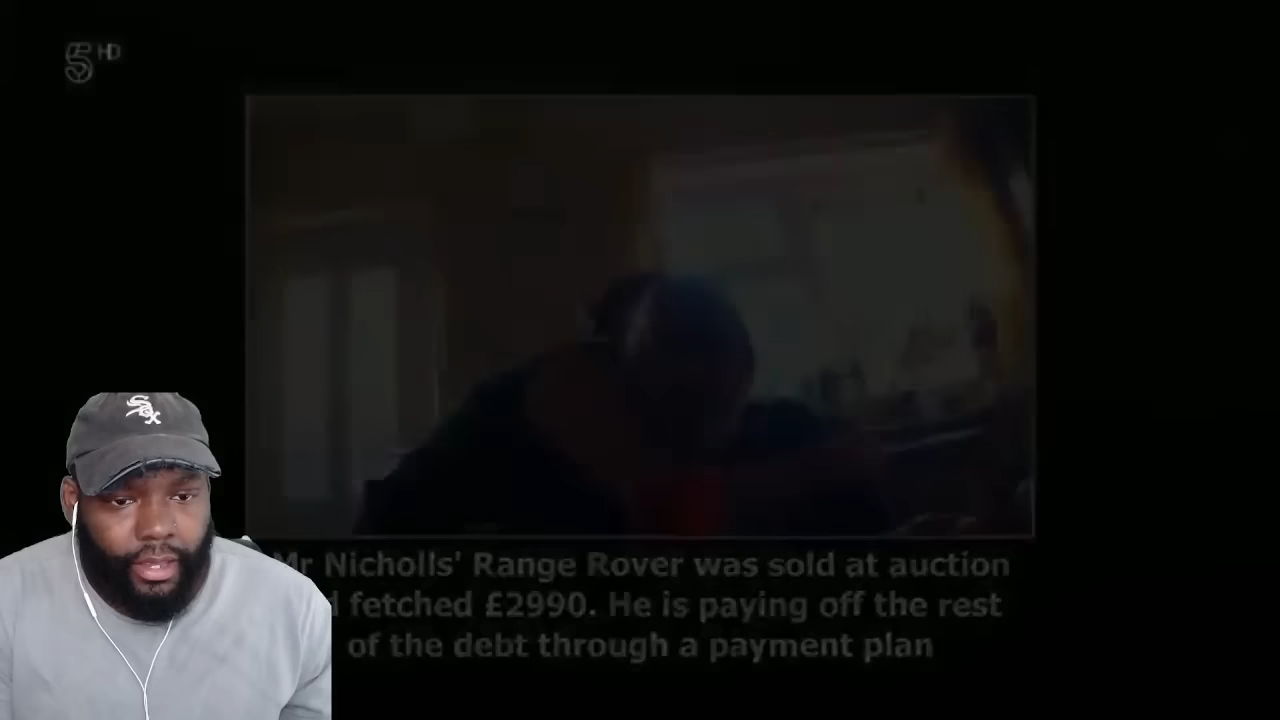 5 HD
Sox
Mr Nicholls' Range Rover was sold at auction
fetched £2990. He is paying off the rest
of the debt through a payment plan